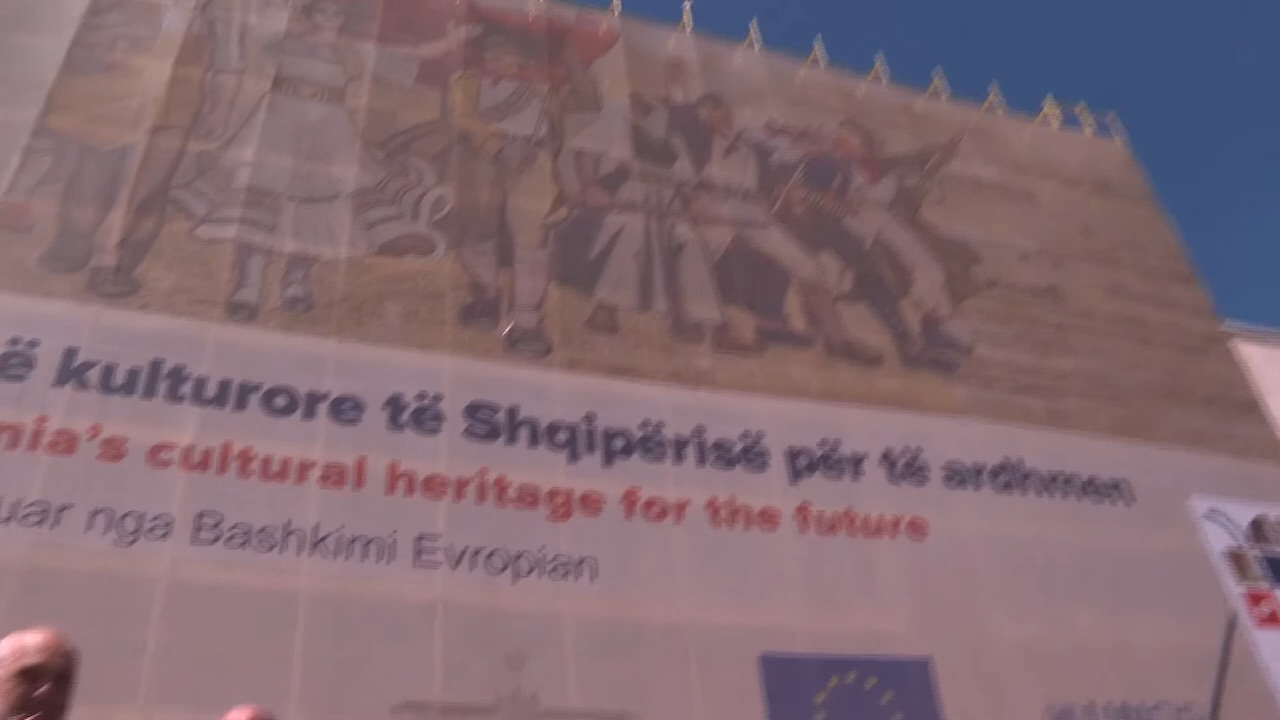 ë kulturore të Shqipërisë për të ardhmen
nia's cultural heritage for the future
uar nga Bashkimi Evropian